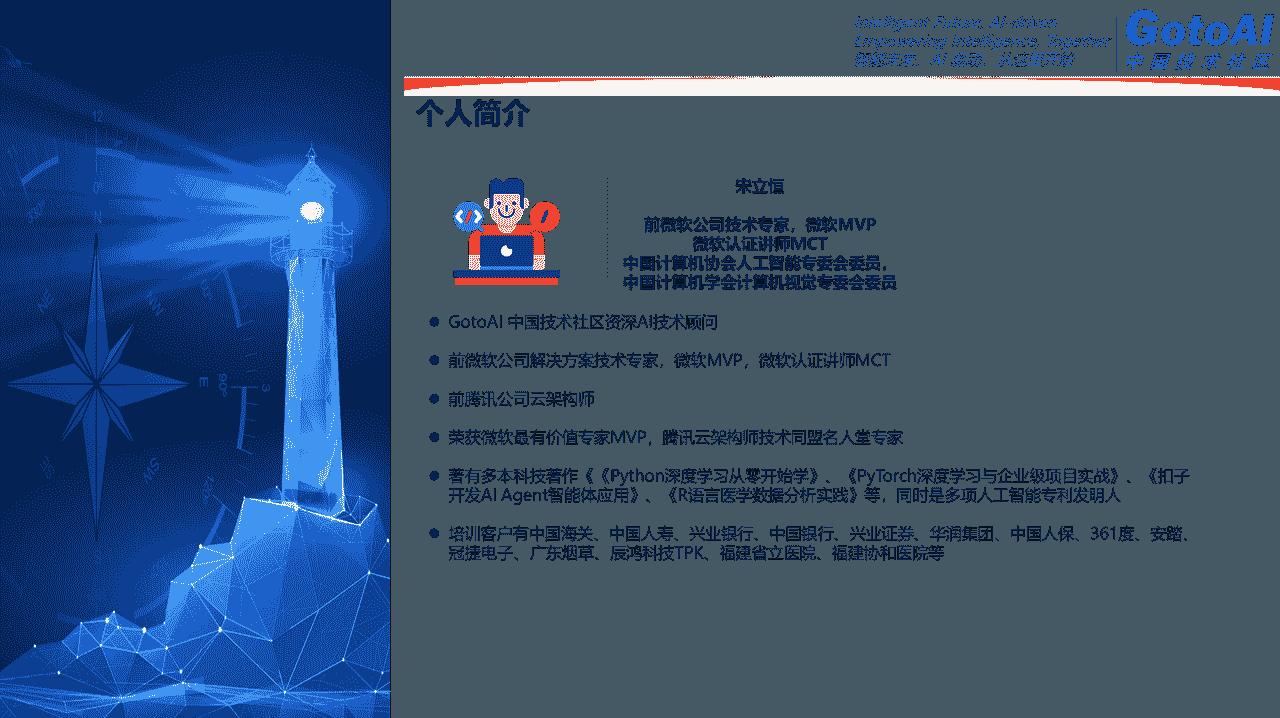 Intelligent Future, AI-driven
Empowering Intelligence, Together
GotoAI
中国技术社区
个人简介
宋立恒
前微软公司技术专家，微软MVP
微软认证讲师MCT
中国计算机协会人工智能专委会委员，
中国计算机学会计算机视觉专委会委员
GotoAI 中国技术社区资深AI技术顾问
前微软公司解决方案技术专家，微软MVP，微软认证讲师MCT
前腾讯公司云架构师
荣获微软最有价值专家MVP，腾讯云架构师技术同盟名人堂专家
著有多本科技著作《《Python深度学习从零开始学》、《PyTorch深度学习与企业级项目实战》、《扣子
开发AI Agent智能体应用》、《R语言医学数据分析实践》等，同时是多项人工智能专利发明人
培训客户有中国海关、中国人寿、兴业银行、中国银行、兴业证券、华润集团、中国人保、361度、安踏、
冠捷电子、广东烟草、宸鸿科技TPK、福建省立医院、福建协和医院等
12
N
E
90°
3